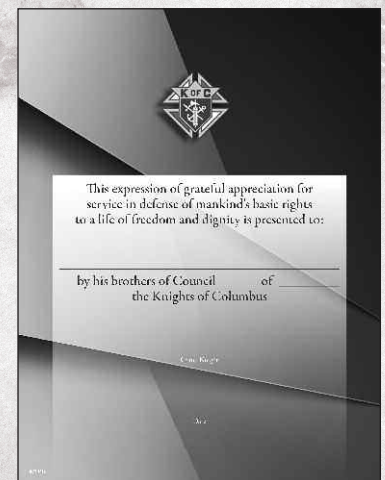 K OF C
This expression of grateful appreciation for
service in defense of mankind's basic rights
to a life of freedom and dignity is presented to:
by his brothers of Council of
the Knights of Columbus
Grand Knight
Date